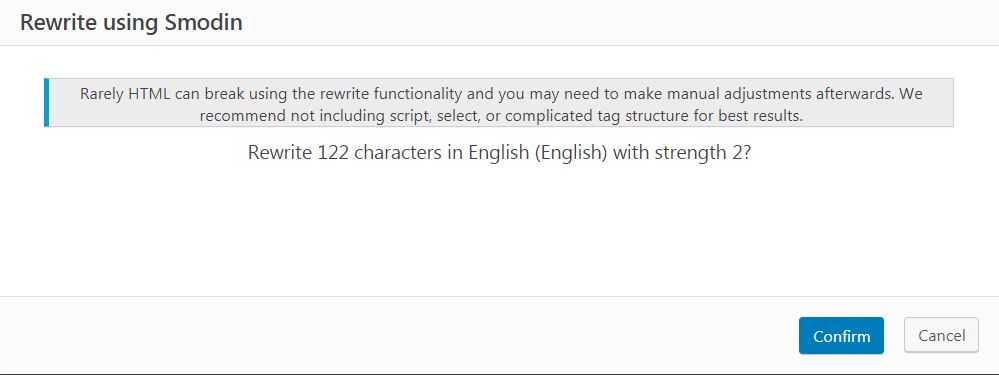 Rewrite using Smodin
Rarely HTML can break using the rewrite functionality and you may need to make manual adjustments afterwards. We
recommend not including script, select, or complicated tag structure for best results.
Rewrite 122 characters in English (English) with strength 2?
Confirm
Cancel